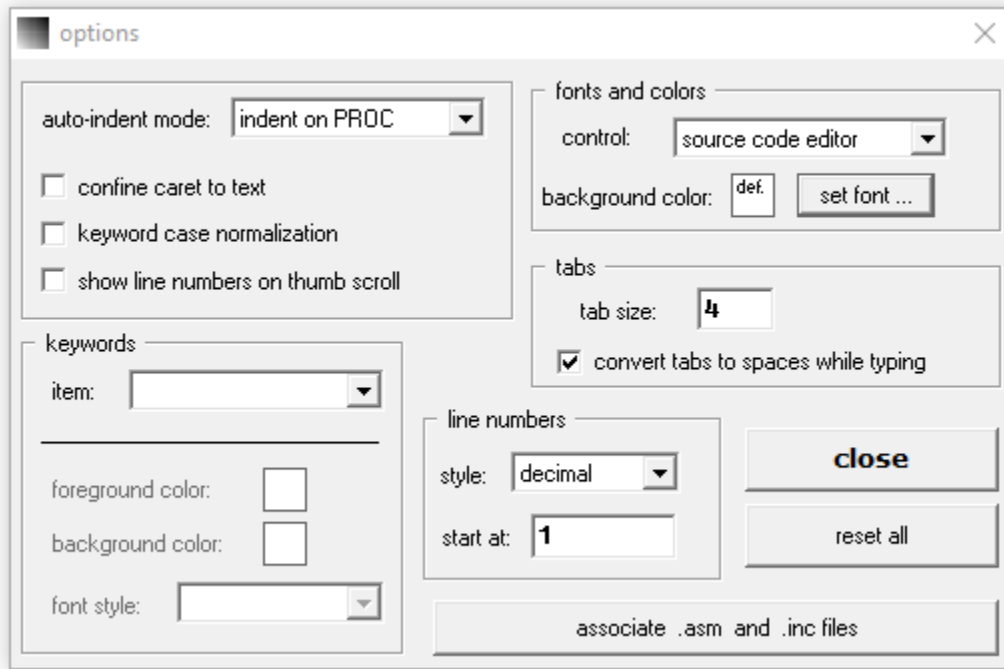 options
auto-indent mode: indent on PROC
confine caret to text
keyword case normalization
show line numbers on thumb scroll
fonts and colors
control: source code editor
background color: def. set font ...
tabs
tab size: 4
convert tabs to spaces while typing
keywords
item:
foreground color:
background color:
font style:
line numbers
style: decimal
start at: 1
close
reset all
associate .asm and .inc files